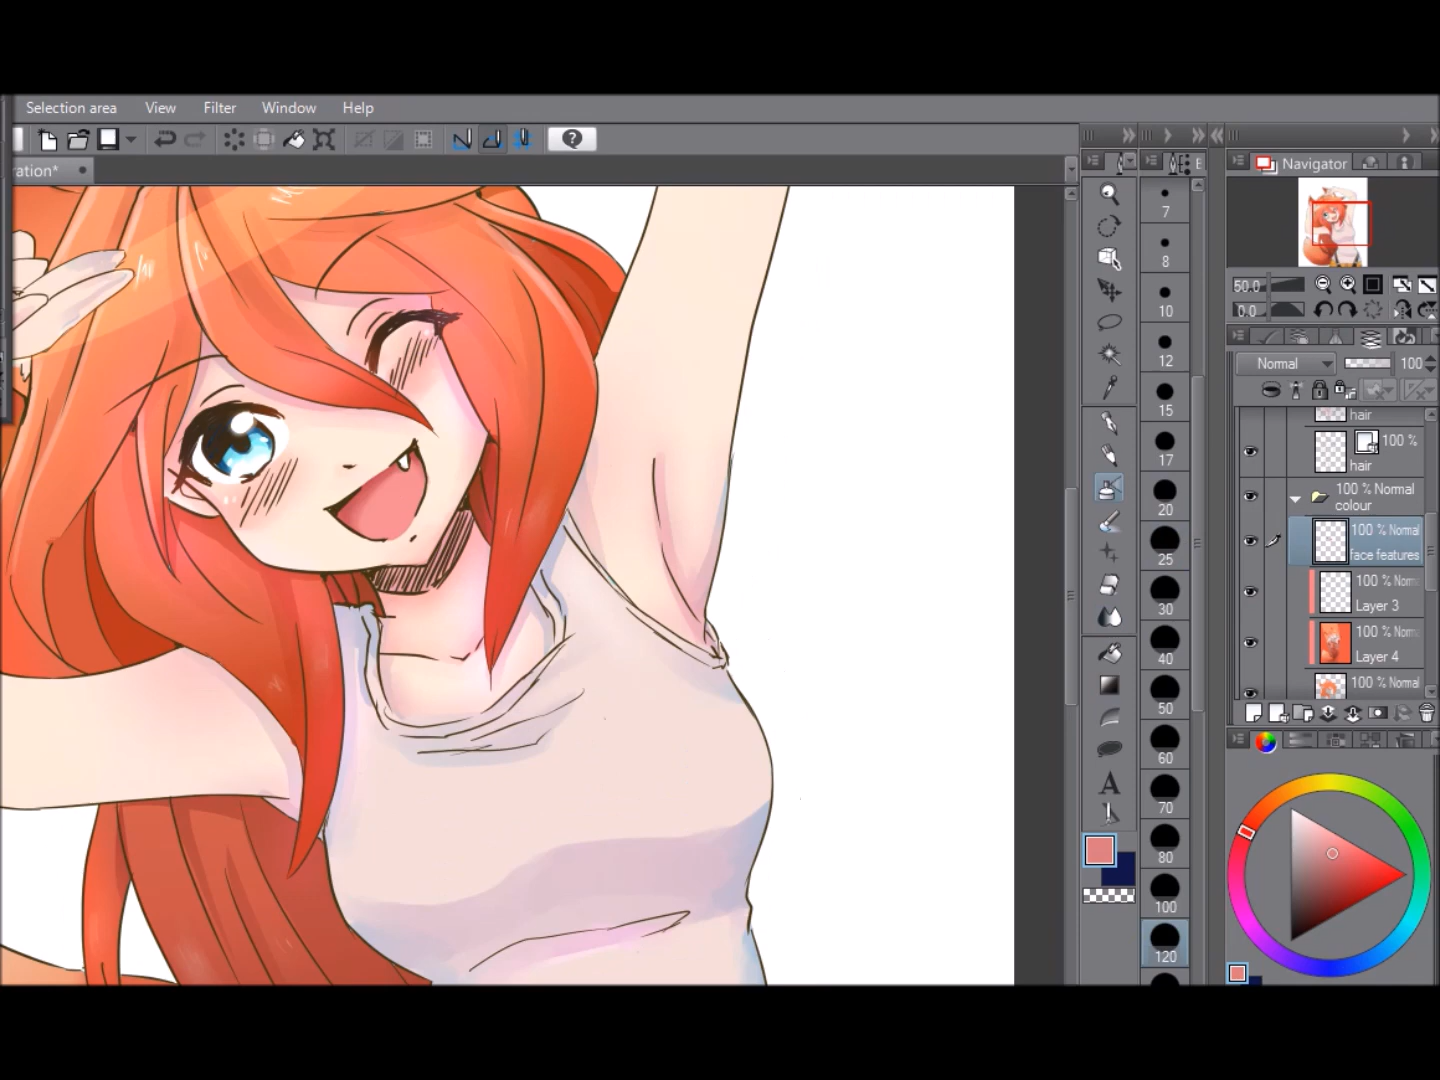 Selection area View Filter Window Help
ration*
Navigator
50.0
0.0
Normal 100
hair
100 %
hair
100 % Normal
colour
100 % Normal
face features
100 % Norm
Layer 3
100 % Norm
Layer 4
100 % Normal
7
8
10
12
15
17
20
25
30
40
50
60
70
80
100
120
A